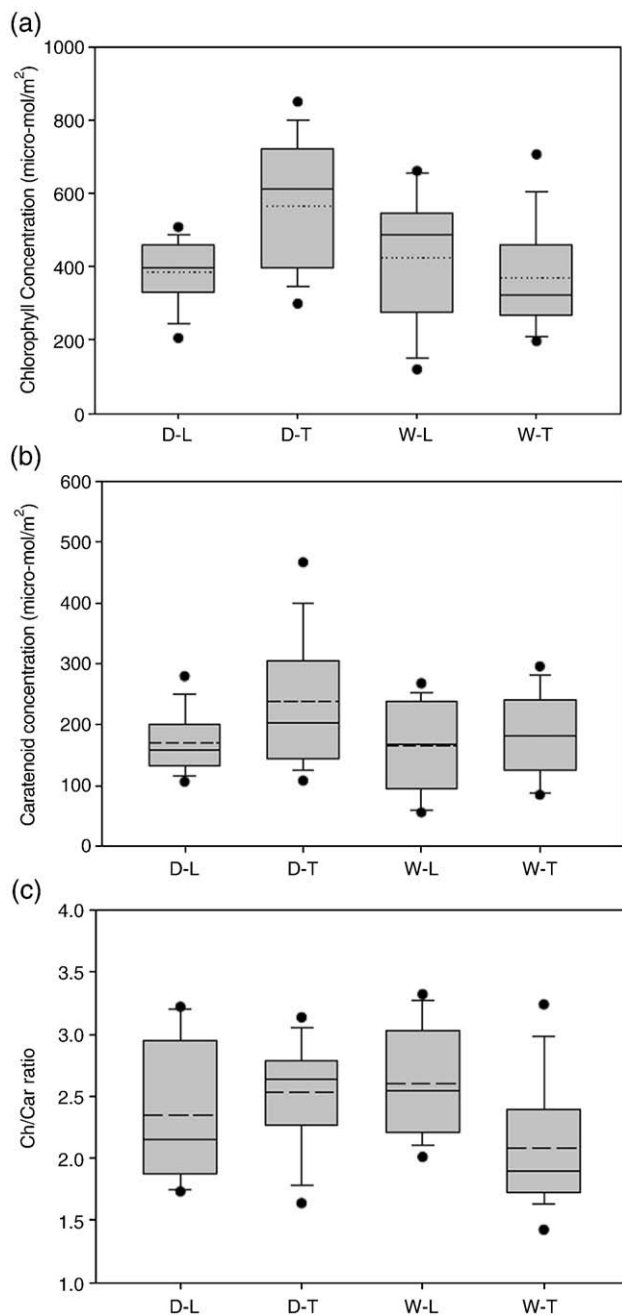 (a)
Chlorophyll Concentration (micro-mol/m²)
1000
800
600
400
200
0
D-L D-T W-L W-T
(b)
Caratenoid concentration (micro-mol/m²)
600
500
400
300
200
100
0
D-L D-T W-L W-T
(c)
Ch/Car ratio
4.0
3.5
3.0
2.5
2.0
1.5
1.0
D-L D-T W-L W-T